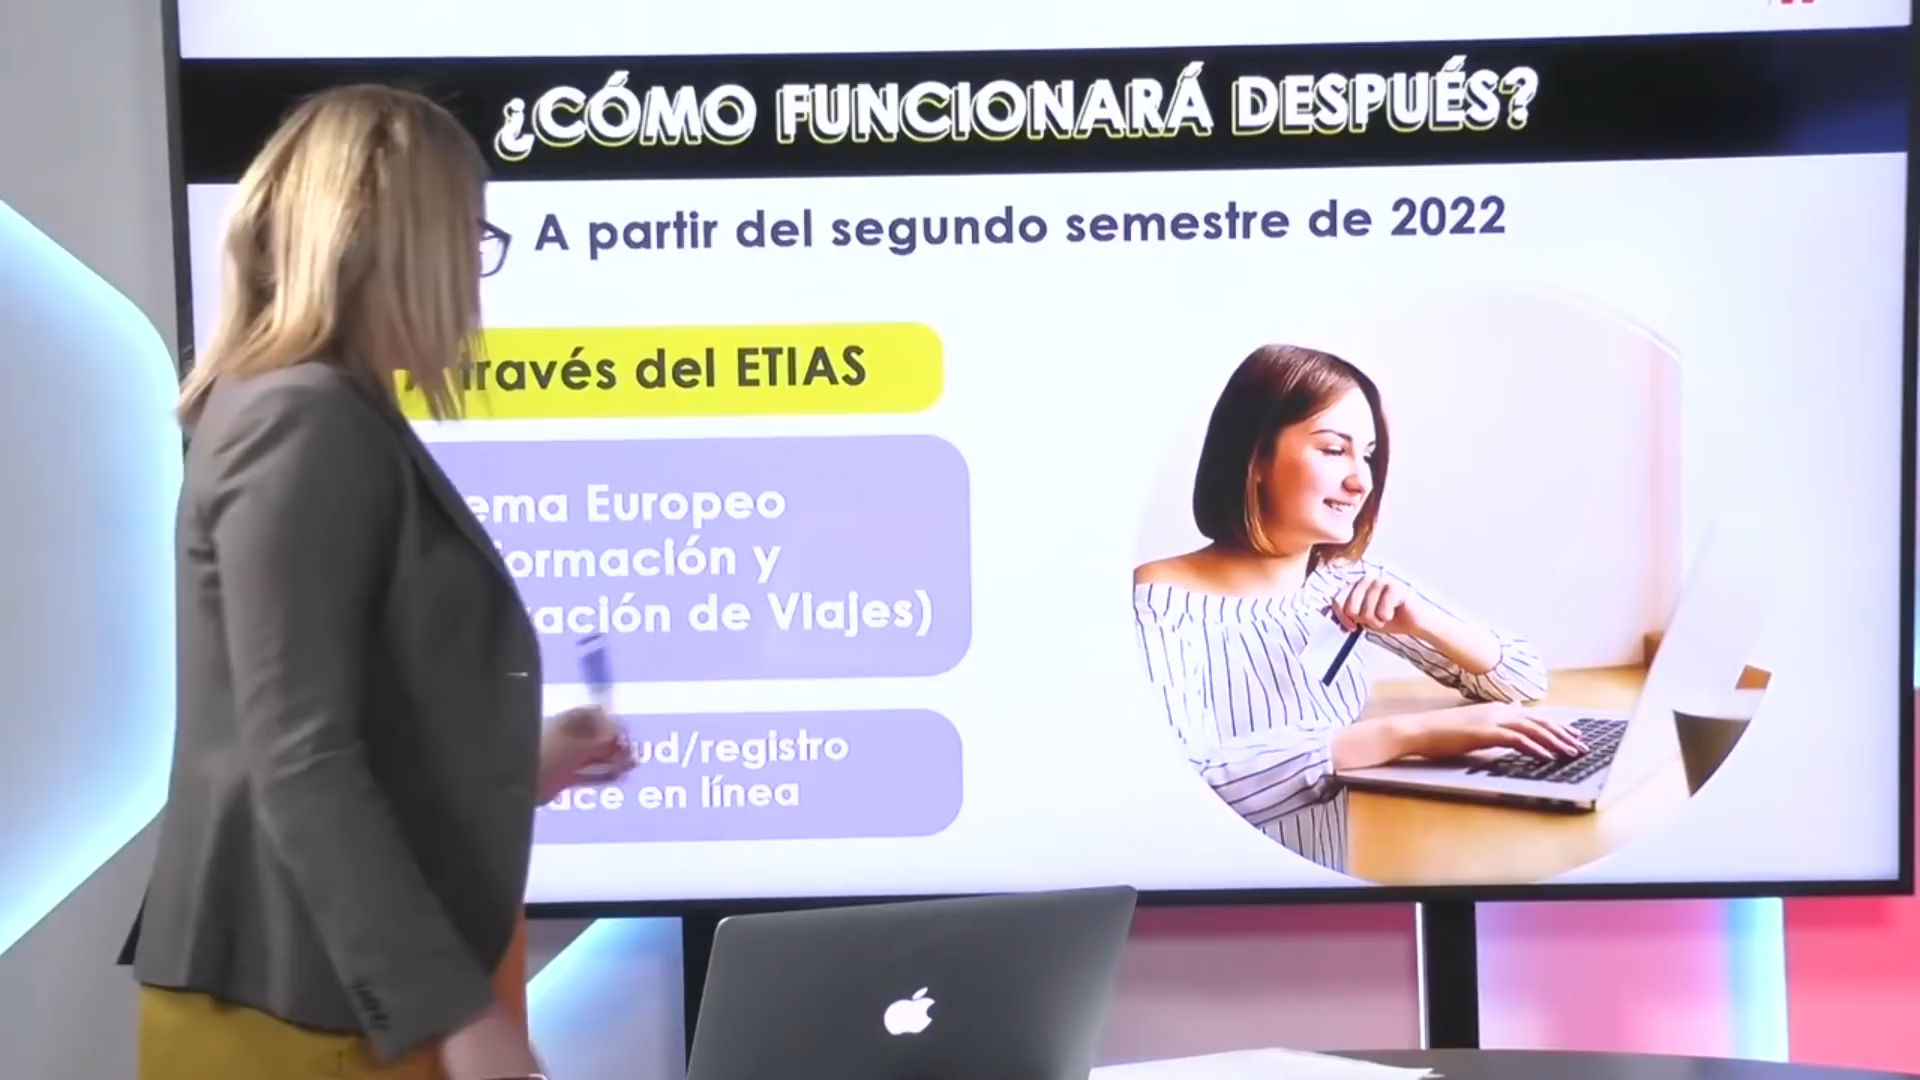 ¿CÓMO FUNCIONARÁ DESPUÉS?
A partir del segundo semestre de 2022
través del ETIAS
ema Europeo
ormación y
ación de Viajes)
ud/registro
ace en línea